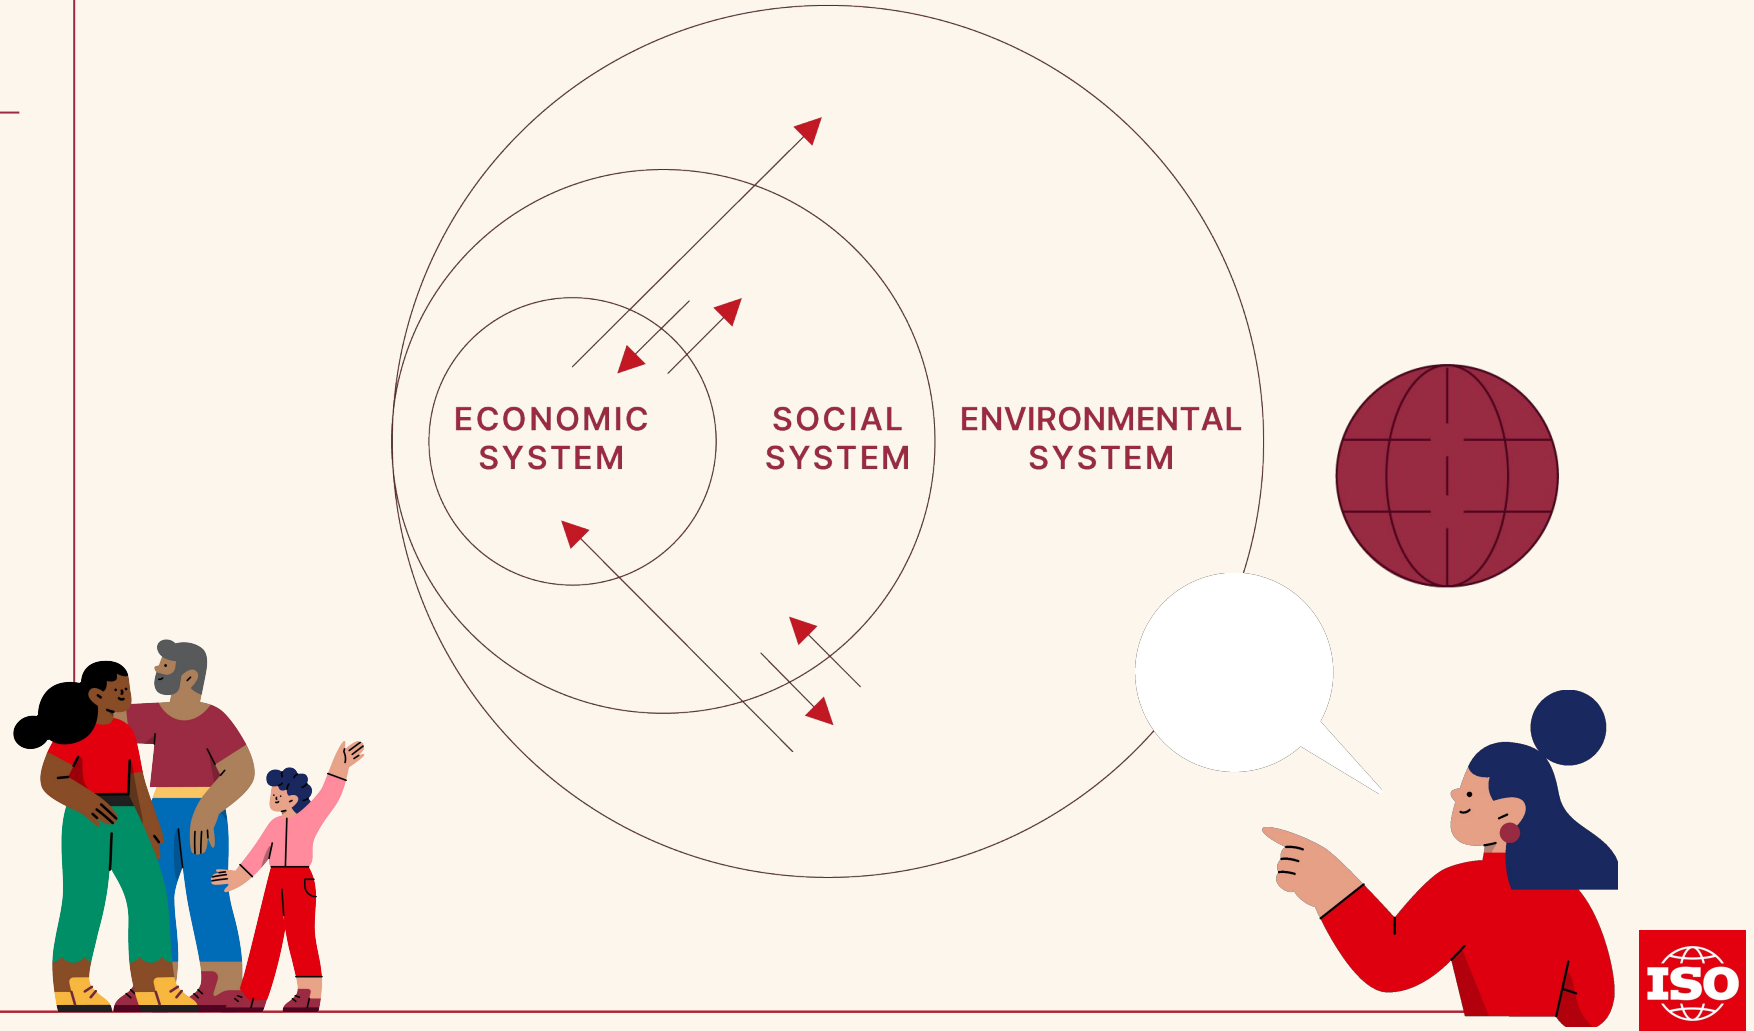 ECONOMIC
SYSTEM
SOCIAL
SYSTEM
ENVIRONMENTAL
SYSTEM
ISO